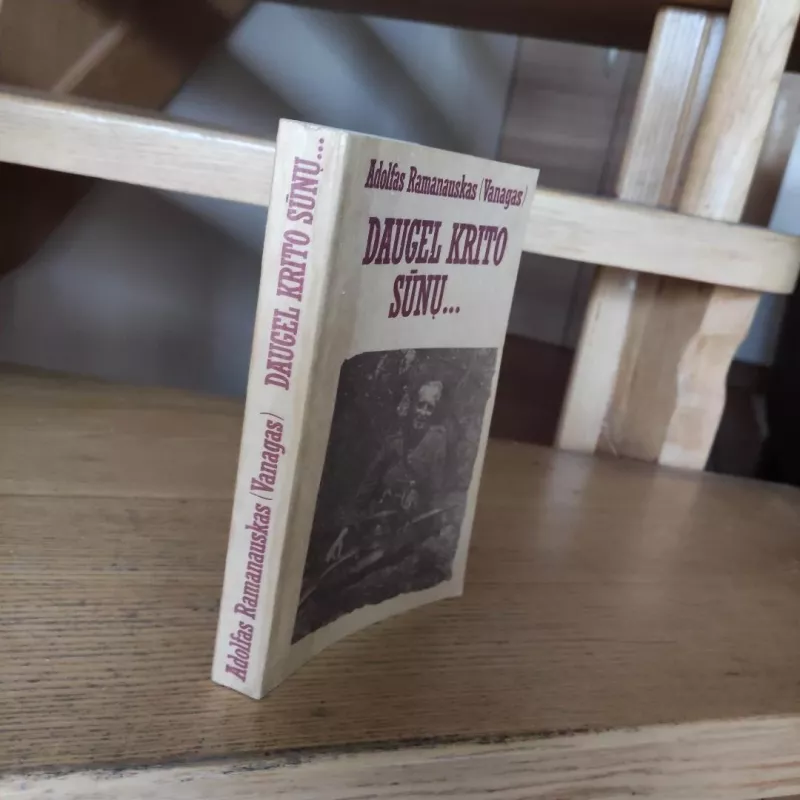 Adolfas Ramanauskas (Vanagas)
DAUGEL KRITO
SŪNŲ...
Adolfas Ramanauskas (Vanagas) DAUGEL KRITO SŪNŲ...